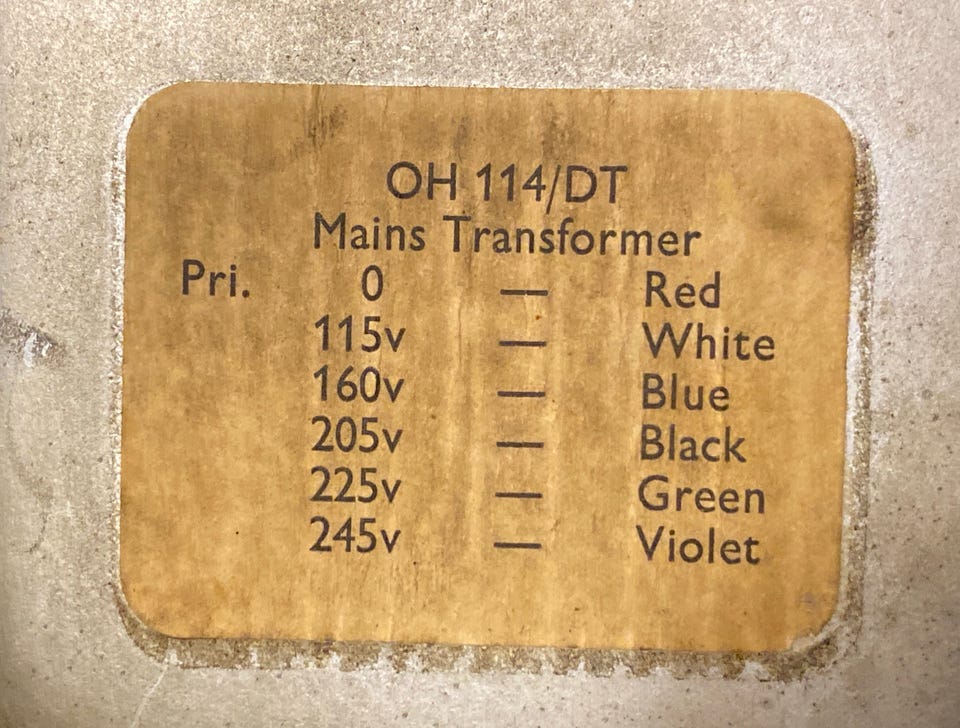 OH 114/DT
Mains Transformer
Pri. 0 — Red
115v — White
160v — Blue
205v — Black
225v — Green
245v — Violet